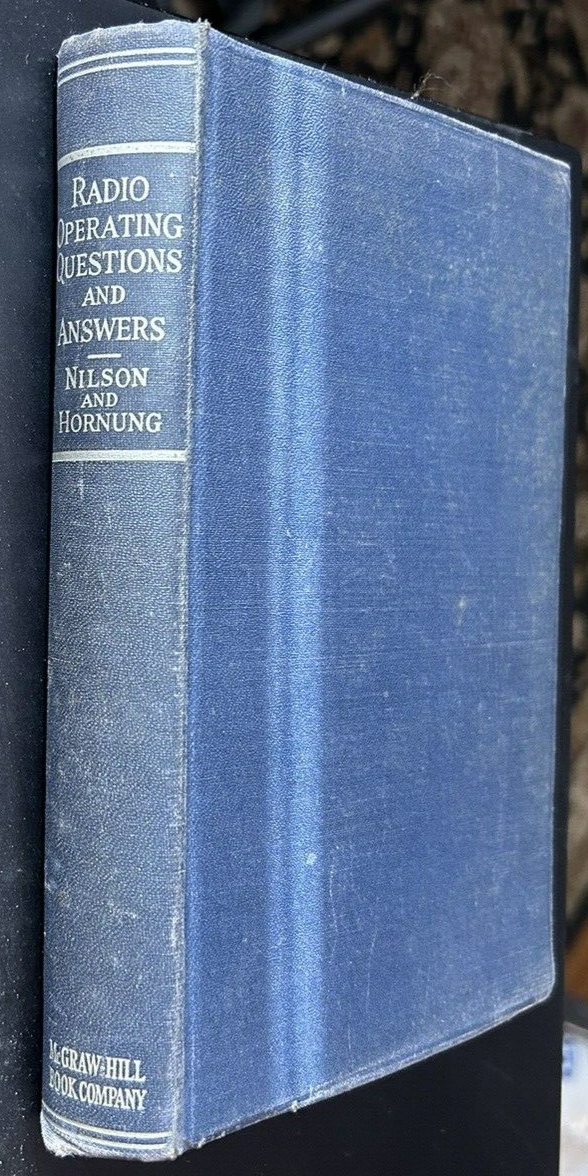 RADIO
OPERATING
QUESTIONS
AND
ANSWERS
NILSON
AND
HORNUNG
McGRAW-HILL
BOOK COMPANY